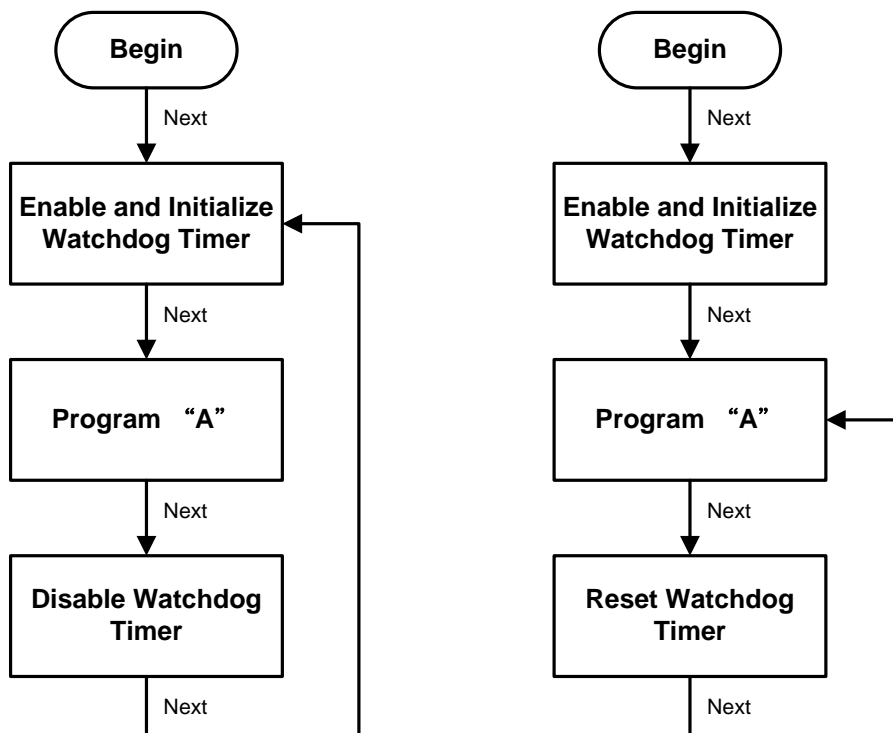 Begin
Next
Enable and Initialize
Watchdog Timer
Next
Program “A”
Next
Disable Watchdog
Timer
Next
Begin
Next
Enable and Initialize
Watchdog Timer
Next
Program “A”
Next
Reset Watchdog
Timer
Next